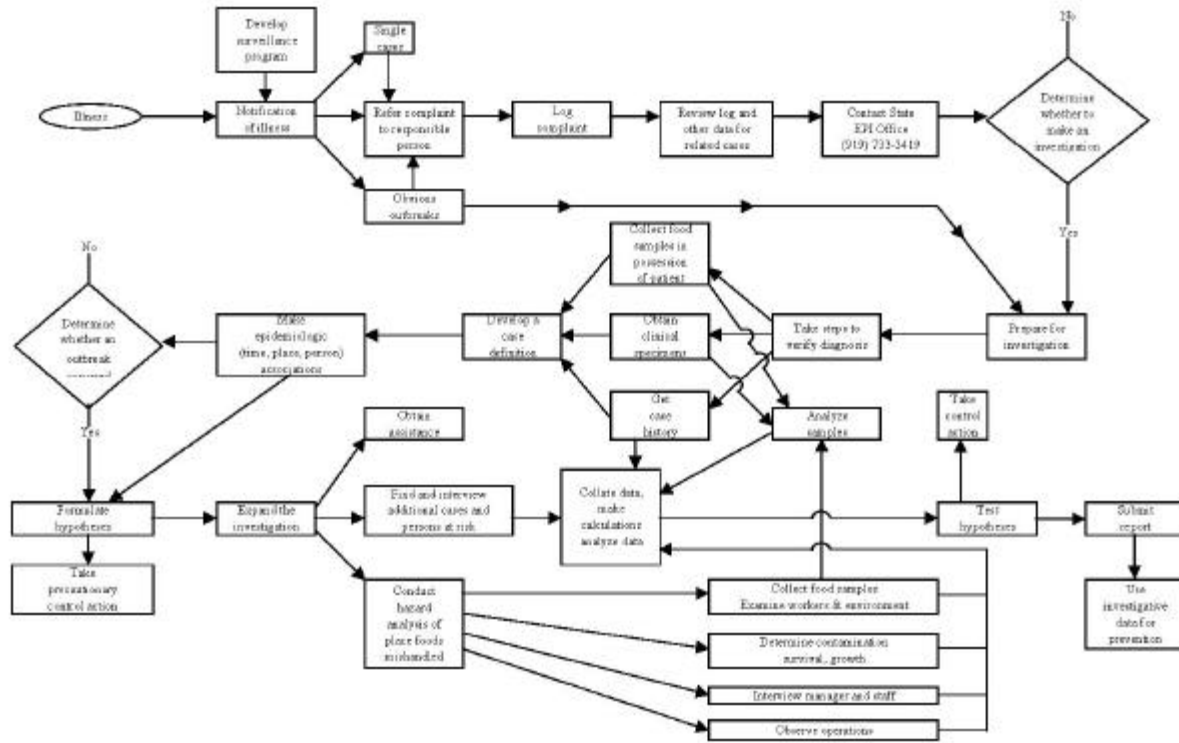 Develop
surveillance
program
Single
cases
No
Illness
Notification
of illness
Refer complaint
to responsible
person
Log
complaint
Review log and
other data for
related cases
Contact State
EPI Office
(919) 733-3419
Determine
whether to
make an
investigation
Obvious
outbreaks
Yes
Collect food
samples in
possession
of patient
No
Determine
whether an
outbreak
Make
epidemiologic
(time, place, person)
associations
Develop a
case
definition
Obtain
clinical
specimens
Take steps to
verify diagnosis
Prepare for
investigation
Get
case
history
Analyze
samples
Take
control
action
Yes
Obtain
assistance
Formulate
hypotheses
Expand the
investigation
Find and interview
additional cases and
persons at risk
Collate data,
make
calculations
analyze data
Test
hypotheses
Submit
report
Take
precautionary
control action
Conduct
hazard
analysis of
place foods
mishandled
Collect food samples
Examine workers & environment
Use
investigative
data for
prevention
Determine contamination
survival, growth
Interview manager and staff
Observe operations